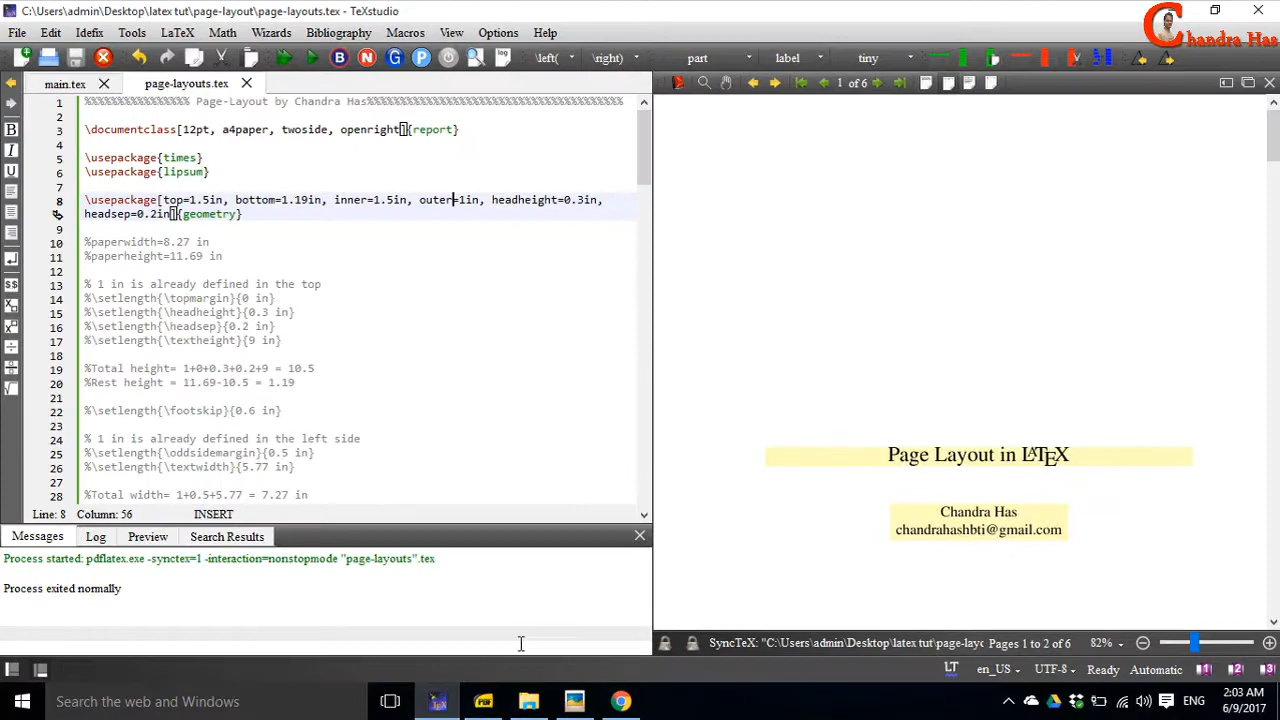 C:\Users\admin\Desktop\latex tut\page-layout\page-layouts.tex - TeXstudio
Chandra Has
File Edit Idefix Tools LaTeX Math Wizards Bibliography Macros View Options Help
\left( \right) part label tiny
main.tex page-layouts.tex 1 of 6
1 %%%%%%%%%%%%%%%% Page-Layout by Chandra Has%%%%%%%%%%%%%%%%%%%%%%%%%%%%%%%%%%%%%%
2
3 \documentclass[12pt, a4paper, twoside, openright]{report}
4
5 \usepackage{times}
6 \usepackage{lipsum}
7
8 \usepackage[top=1.5in, bottom=1.19in, inner=1.5in, outer=1in, headheight=0.3in,
headsep=0.2in]{geometry}
9
10 %paperwidth=8.27 in
11 %paperheight=11.69 in
12
13 % 1 in is already defined in the top
14 %\setlength{\topmargin}{0 in}
15 %\setlength{\headheight}{0.3 in}
16 %\setlength{\headsep}{0.2 in}
17 %\setlength{\textheight}{9 in}
18
19 %Total height= 1+0+0.3+0.2+9 = 10.5
20 %Rest height = 11.69-10.5 = 1.19
21
22 %\setlength{\footskip}{0.6 in}
23
24 % 1 in is already defined in the left side
25 %\setlength{\oddsidemargin}{0.5 in}
26 %\setlength{\textwidth}{5.77 in}
27
28 %Total width= 1+0.5+5.77 = 7.27 in
Page Layout in LATEX
Chandra Has
chandrahashbti@gmail.com
Line: 8 Column: 56 INSERT
Messages Log Preview Search Results
Process started: pdflatex.exe -synctex=1 -interaction=nonstopmode "page-layouts".tex
Process exited normally
SyncTeX: "C:\Users\admin\Desktop\latex tut\page-layo Pages 1 to 2 of 6 82%
LT en_US UTF-8 Ready Automatic 1 2 3
Search the web and Windows
ENG
2:03 AM
6/9/2017